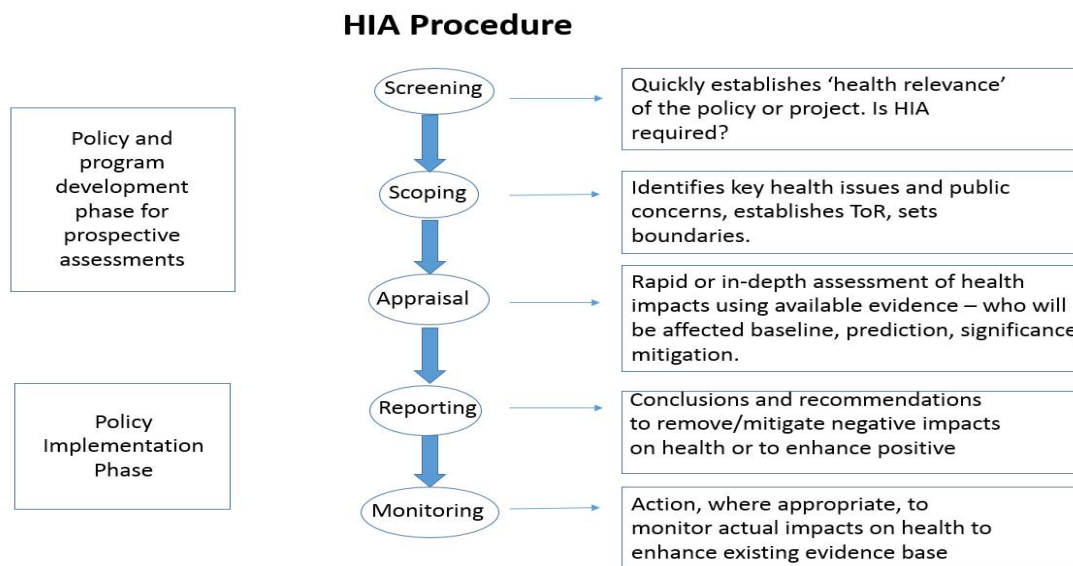 HIA Procedure
Policy and
program
development
phase for
prospective
assessments
Policy
Implementation
Phase
Screening
Quickly establishes ‘health relevance’
of the policy or project. Is HIA
required?
Scoping
Identifies key health issues and public
concerns, establishes ToR, sets
boundaries.
Appraisal
Rapid or in-depth assessment of health
impacts using available evidence – who will
be affected baseline, prediction, significance
mitigation.
Reporting
Conclusions and recommendations
to remove/mitigate negative impacts
on health or to enhance positive
Monitoring
Action, where appropriate, to
monitor actual impacts on health to
enhance existing evidence base